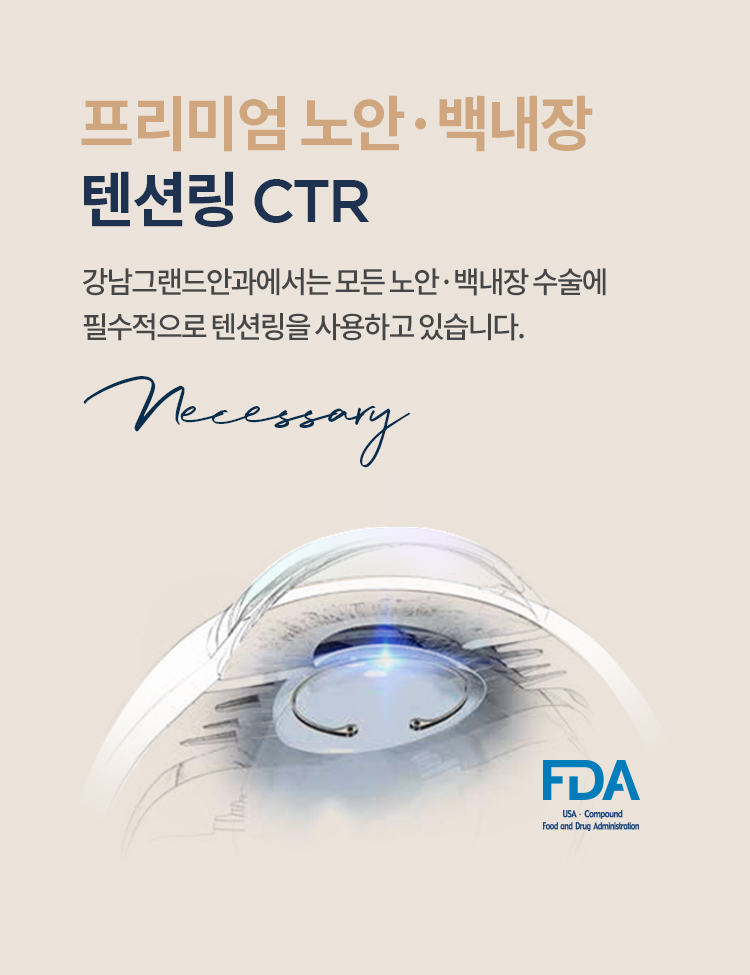 프리미엄 노안·백내장
텐션링 CTR
강남그랜드안과에서는 모든 노안·백내장 수술에
필수적으로 텐션링을 사용하고 있습니다.
Necessary
FDA
USA · Compound
Food and Drug Administration